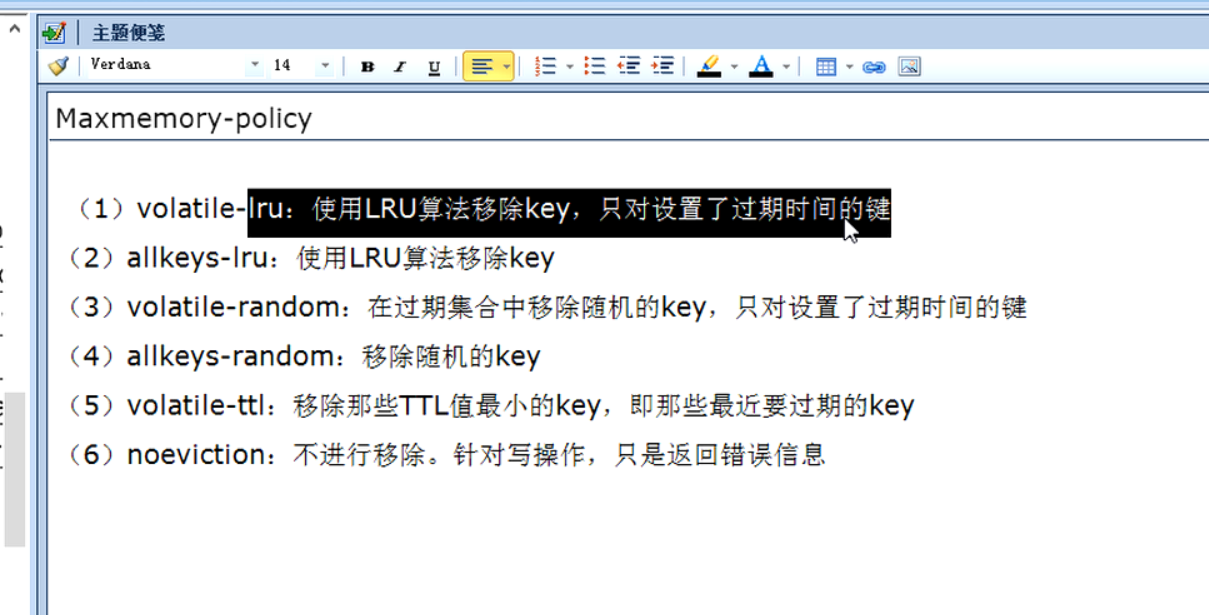 主题便笺
Verdana 14 B I U A
Maxmemory-policy
（1）volatile-lru：使用LRU算法移除key，只对设置了过期时间的键
（2）allkeys-lru：使用LRU算法移除key
（3）volatile-random：在过期集合中移除随机的key，只对设置了过期时间的键
（4）allkeys-random：移除随机的key
（5）volatile-ttl：移除那些TTL值最小的key，即那些最近要过期的key
（6）noeviction：不进行移除。针对写操作，只是返回错误信息